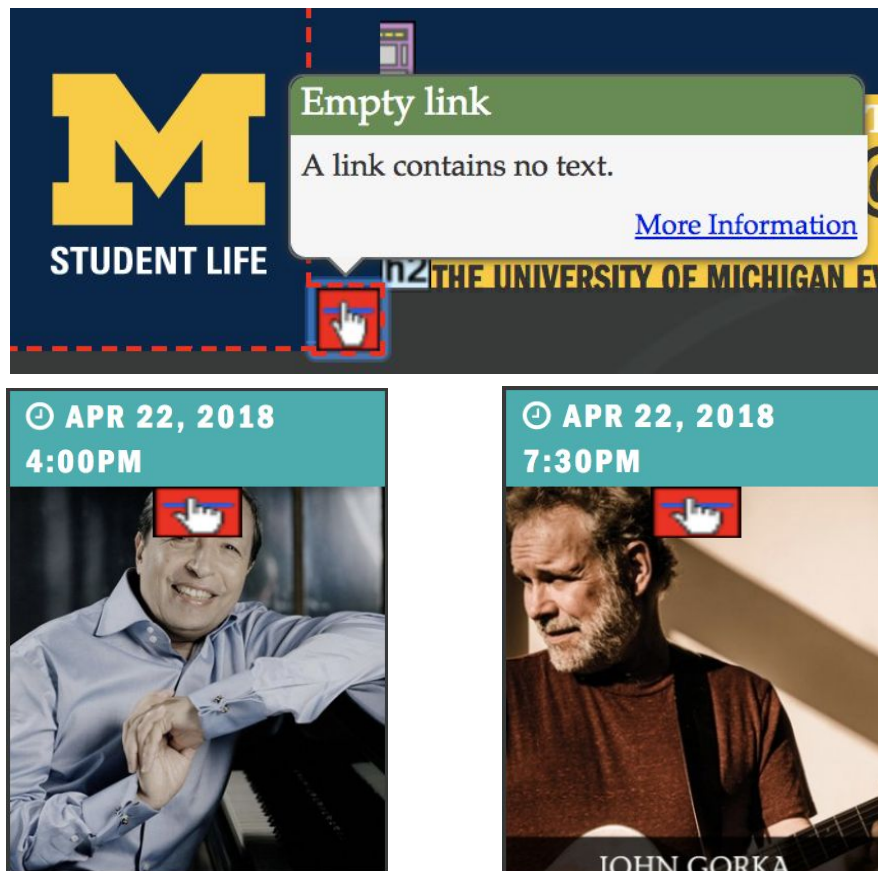 M
STUDENT LIFE
Empty link
A link contains no text.
More Information
h2
THE UNIVERSITY OF MICHIGAN
APR 22, 2018
4:00PM
APR 22, 2018
7:30PM
JOHN GORKA